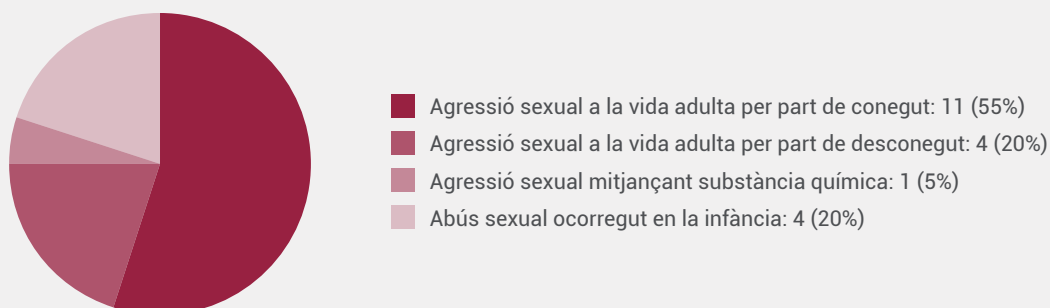 Agressió sexual a la vida adulta per part de conegut: 11 (55%)
Agressió sexual a la vida adulta per part de desconegut: 4 (20%)
Agressió sexual mitjançant substància química: 1 (5%)
Abús sexual ocorregut en la infància: 4 (20%)